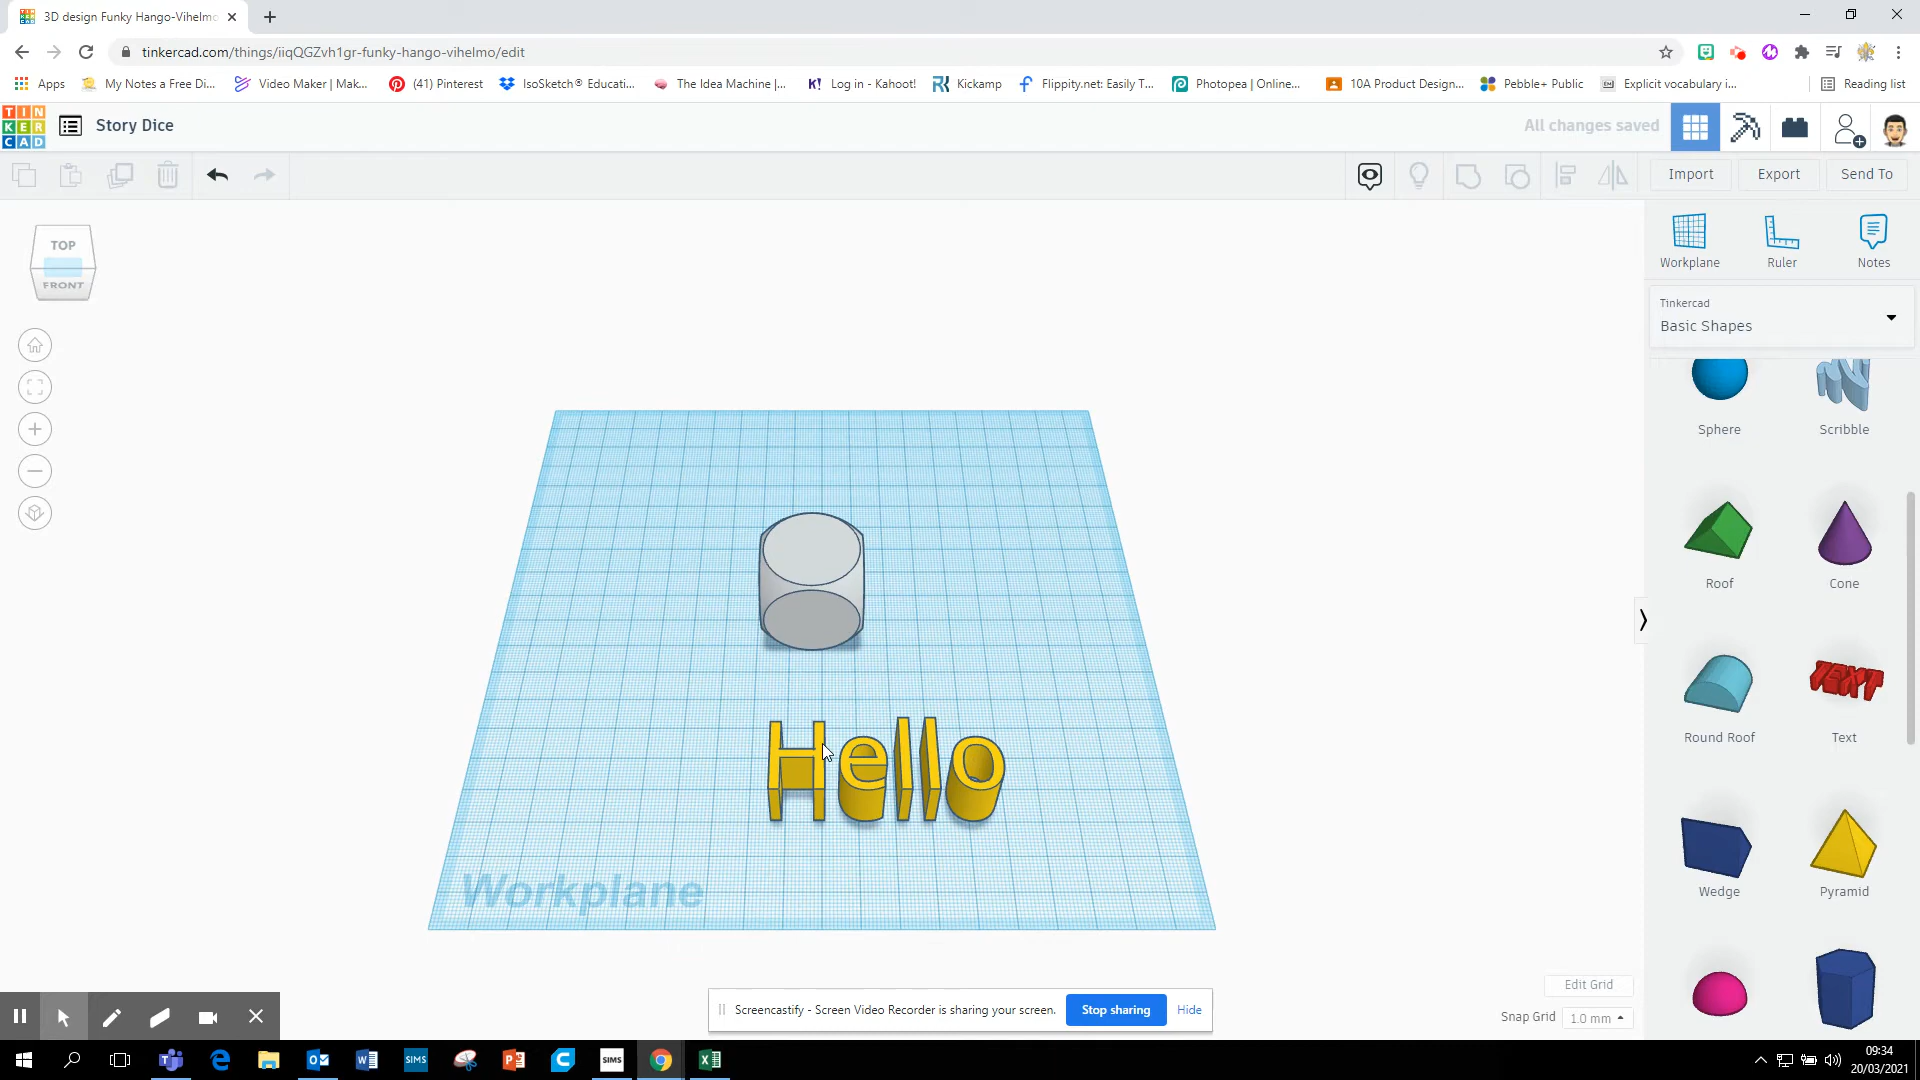 3D design Funky Hango-Vihelmo
tinkercad.com/things/iiqQGZvh1gr-funky-hango-vihelmo/edit
Apps My Notes a Free Di... Video Maker | Mak... (41) Pinterest IsoSketch® Educati... The Idea Machine |... K! Log in - Kahoot! Kickamp Flippity.net: Easily T... Photopea | Online... 10A Product Design... Pebble+ Public Explicit vocabulary i... Reading list
TIN
KER
CAD
Story Dice
All changes saved
Import Export Send To
TOP
FRONT
Workplane Ruler Notes
Tinkercad
Basic Shapes
Sphere Scribble
Roof Cone
TEXT
Round Roof Text
Wedge Pyramid
Hello
Workplane
Edit Grid
Snap Grid 1.0 mm
Screencastify - Screen Video Recorder is sharing your screen. Stop sharing Hide
SIMS SIMS
09:34
20/03/2021